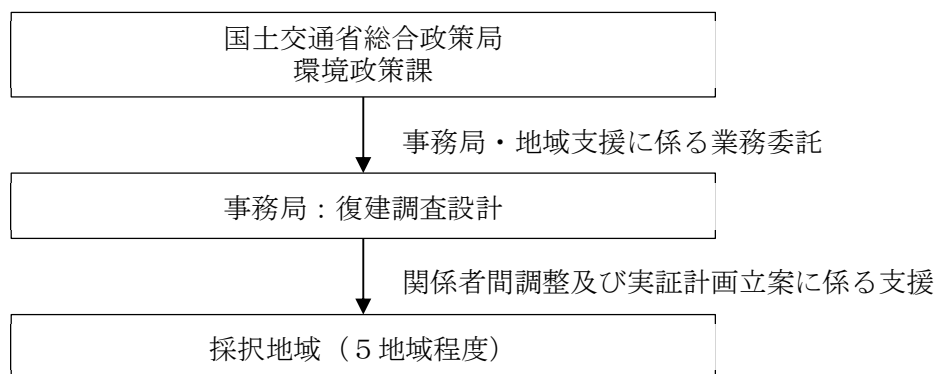 国土交通省総合政策局
環境政策課
事務局・地域支援に係る業務委託
事務局：復建調査設計
関係者間調整及び実証計画立案に係る支援
採択地域（５地域程度）